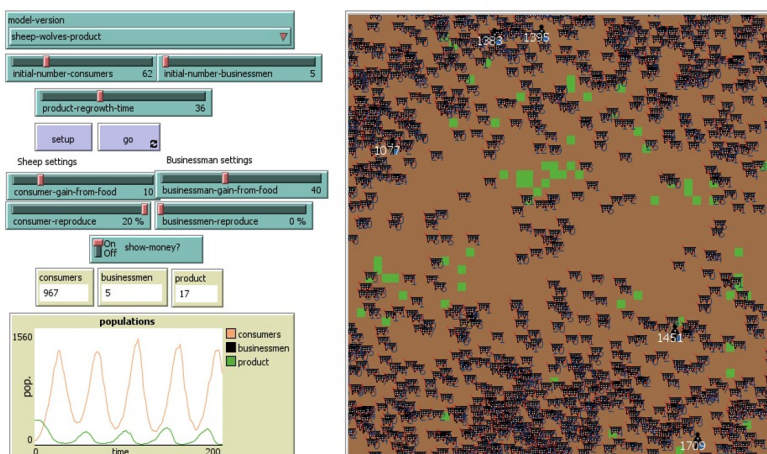 model-version
sheep-wolves-product
initial-number-consumers 62
initial-number-businessmen 5
product-regrowth-time 36
setup
go
Sheep settings
Businessman settings
consumer-gain-from-food 10
businessman-gain-from-food 40
consumer-reproduce 20 %
businessmen-reproduce 0 %
On
Off
show-money?
consumers
967
businessmen
5
product
17
populations
1560
pop.
0
0
time
200
consumers
businessmen
product
1383
1395
1077
1451
1709